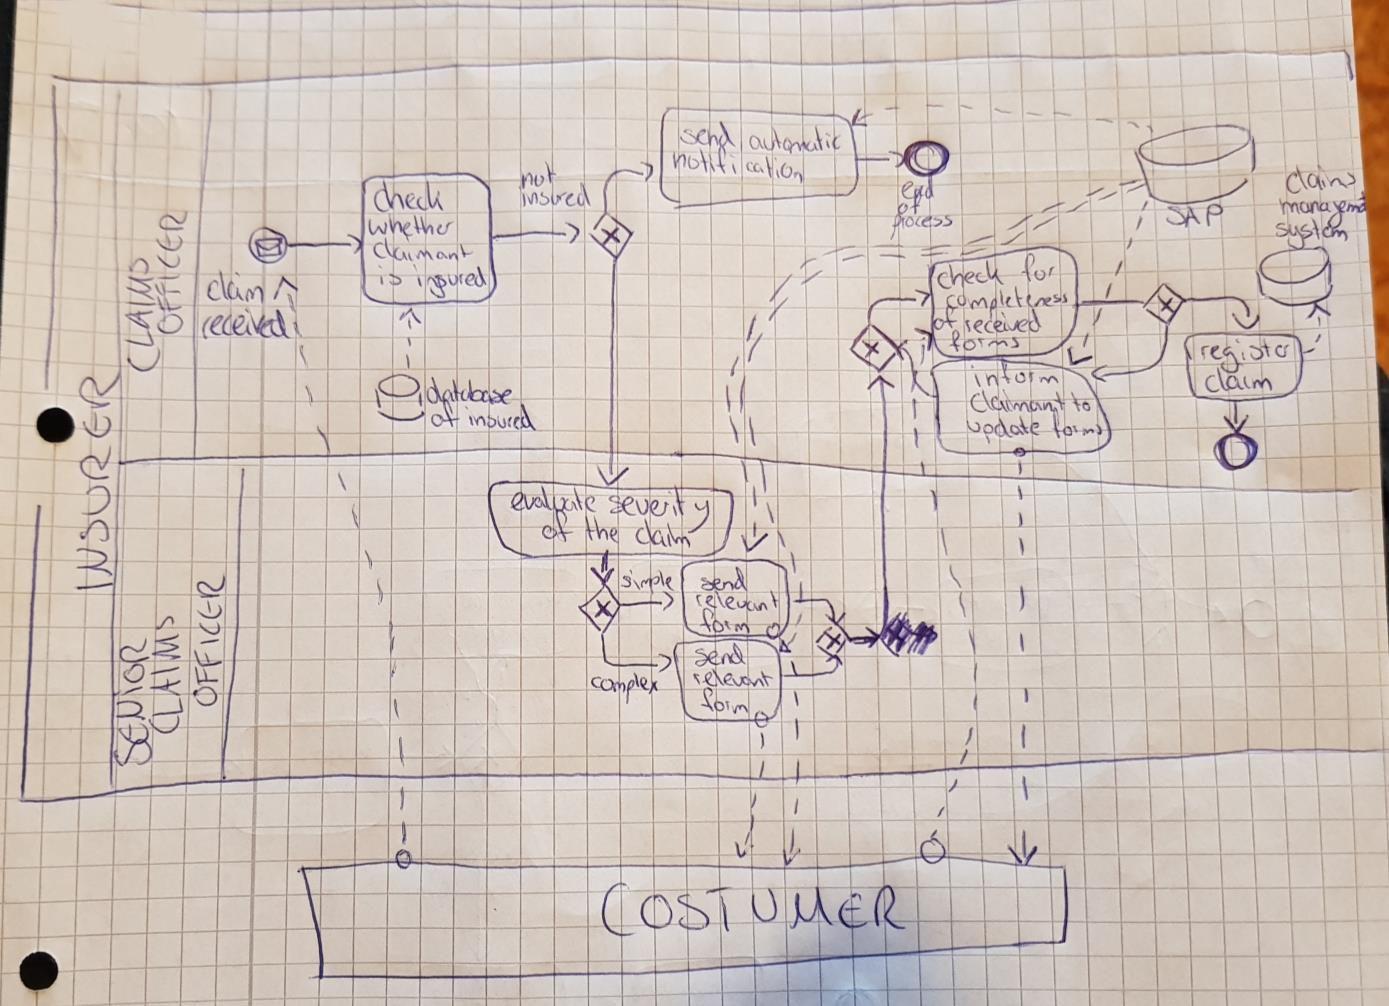 INSURER
CLAIMS
OFFICER
claim
received
check
whether
claimant
is insured
database
of insured
not
insured
send automatic
notification
end
of
process
SAP
claims
management
system
check for
completeness
of received
forms
inform
claimant to
update forms
register
claim
SENIOR
CLAIMS
OFFICER
evaluate severity
of the claim
simple
send
relevant
form
complex
send
relevant
form
COSTUMER